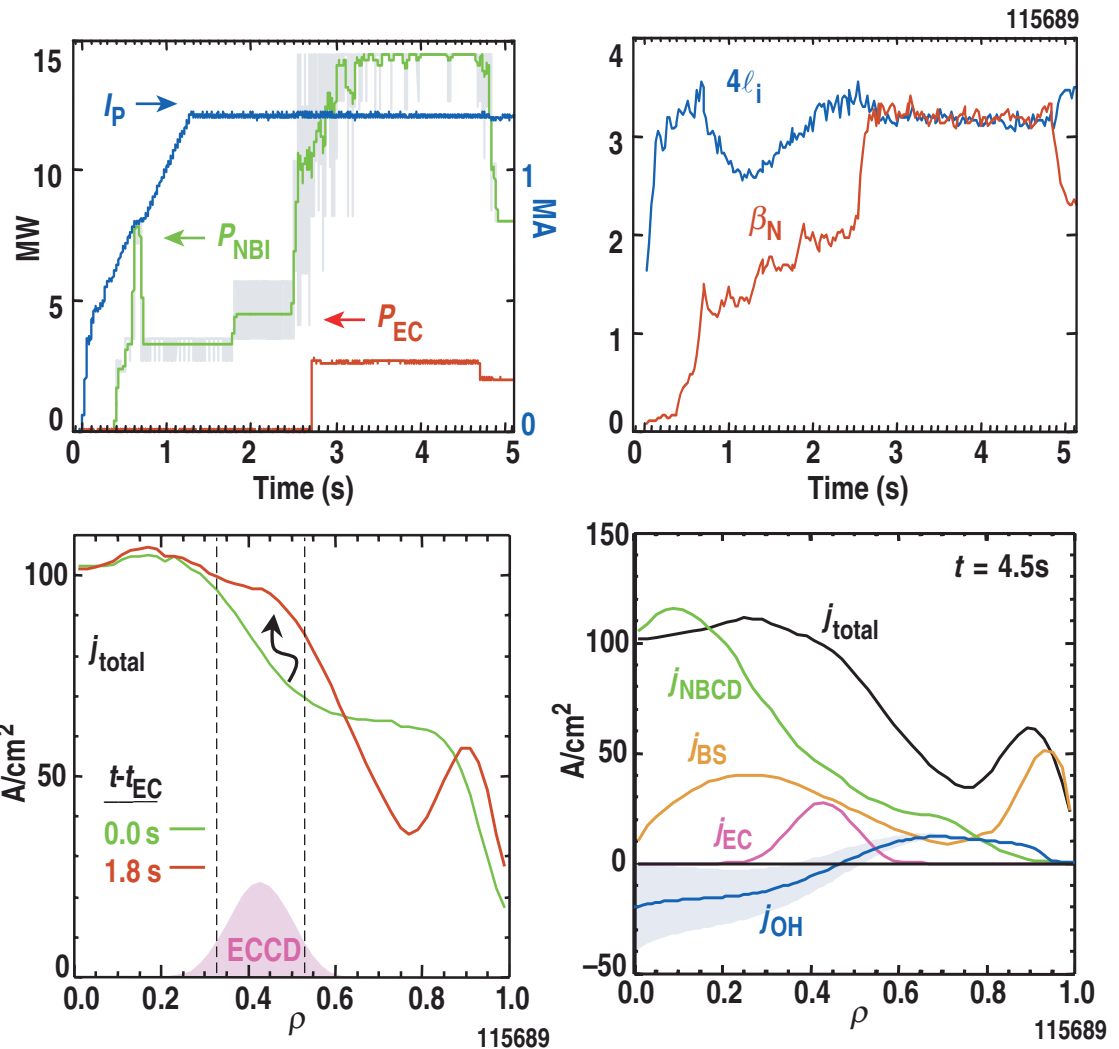 115689
15
10
5
0
MW
I_P
P_NBI
P_EC
1
0
MA
0 1 2 3 4 5
Time (s)
4
3
2
1
0
4ℓ_i
β_N
0 1 2 3 4 5
Time (s)
100
50
0
A/cm²
j_total
t-t_EC
0.0 s
1.8 s
ECCD
0.0 0.2 0.4 0.6 0.8 1.0
ρ
115689
150
100
50
0
–50
A/cm²
t = 4.5s
j_total
j_NBCD
j_BS
j_EC
j_OH
0.0 0.2 0.4 0.6 0.8 1.0
ρ
115689